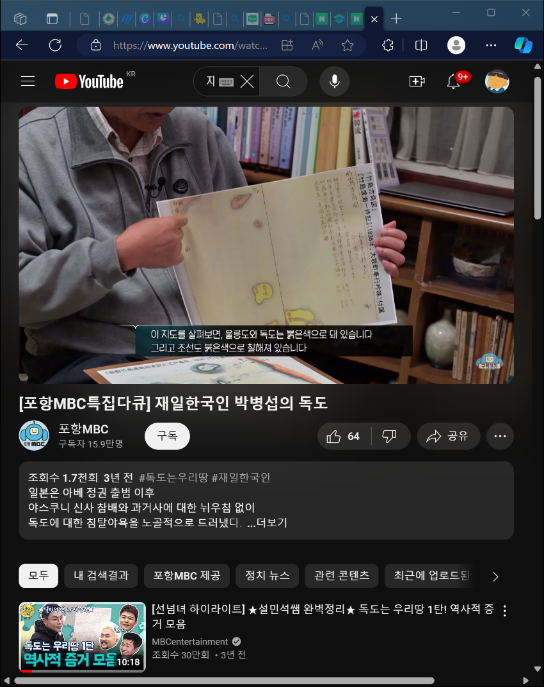 https://www.youtube.com/watc...
YouTube KR
지
9+
이 지도를 살펴보면, 울릉도와 독도는 붉은색으로 돼 있습니다
그리고 조선도 붉은색으로 칠해져 있습니다
포항MBC
[포항MBC특집다큐] 재일한국인 박병섭의 독도
포항MBC
구독자 15.9만명
구독
64
공유
조회수 1.7천회 3년 전 #독도는우리땅 #재일한국인
일본은 아베 정권 출범 이후
야스쿠니 신사 참배와 과거사에 대한 뉘우침 없이
독도에 대한 침탈야욕을 노골적으로 드러냈다. ...더보기
모두
내 검색결과
포항MBC 제공
정치 뉴스
관련 콘텐츠
최근에 업로드된
독도는 우리땅 1탄
역사적 증거 모음
10:18
[선넘녀 하이라이트] ★설민석쌤 완벽정리★ 독도는 우리땅 1탄! 역사적 증
거 모음
MBCentertainment
조회수 30만회 • 3년 전